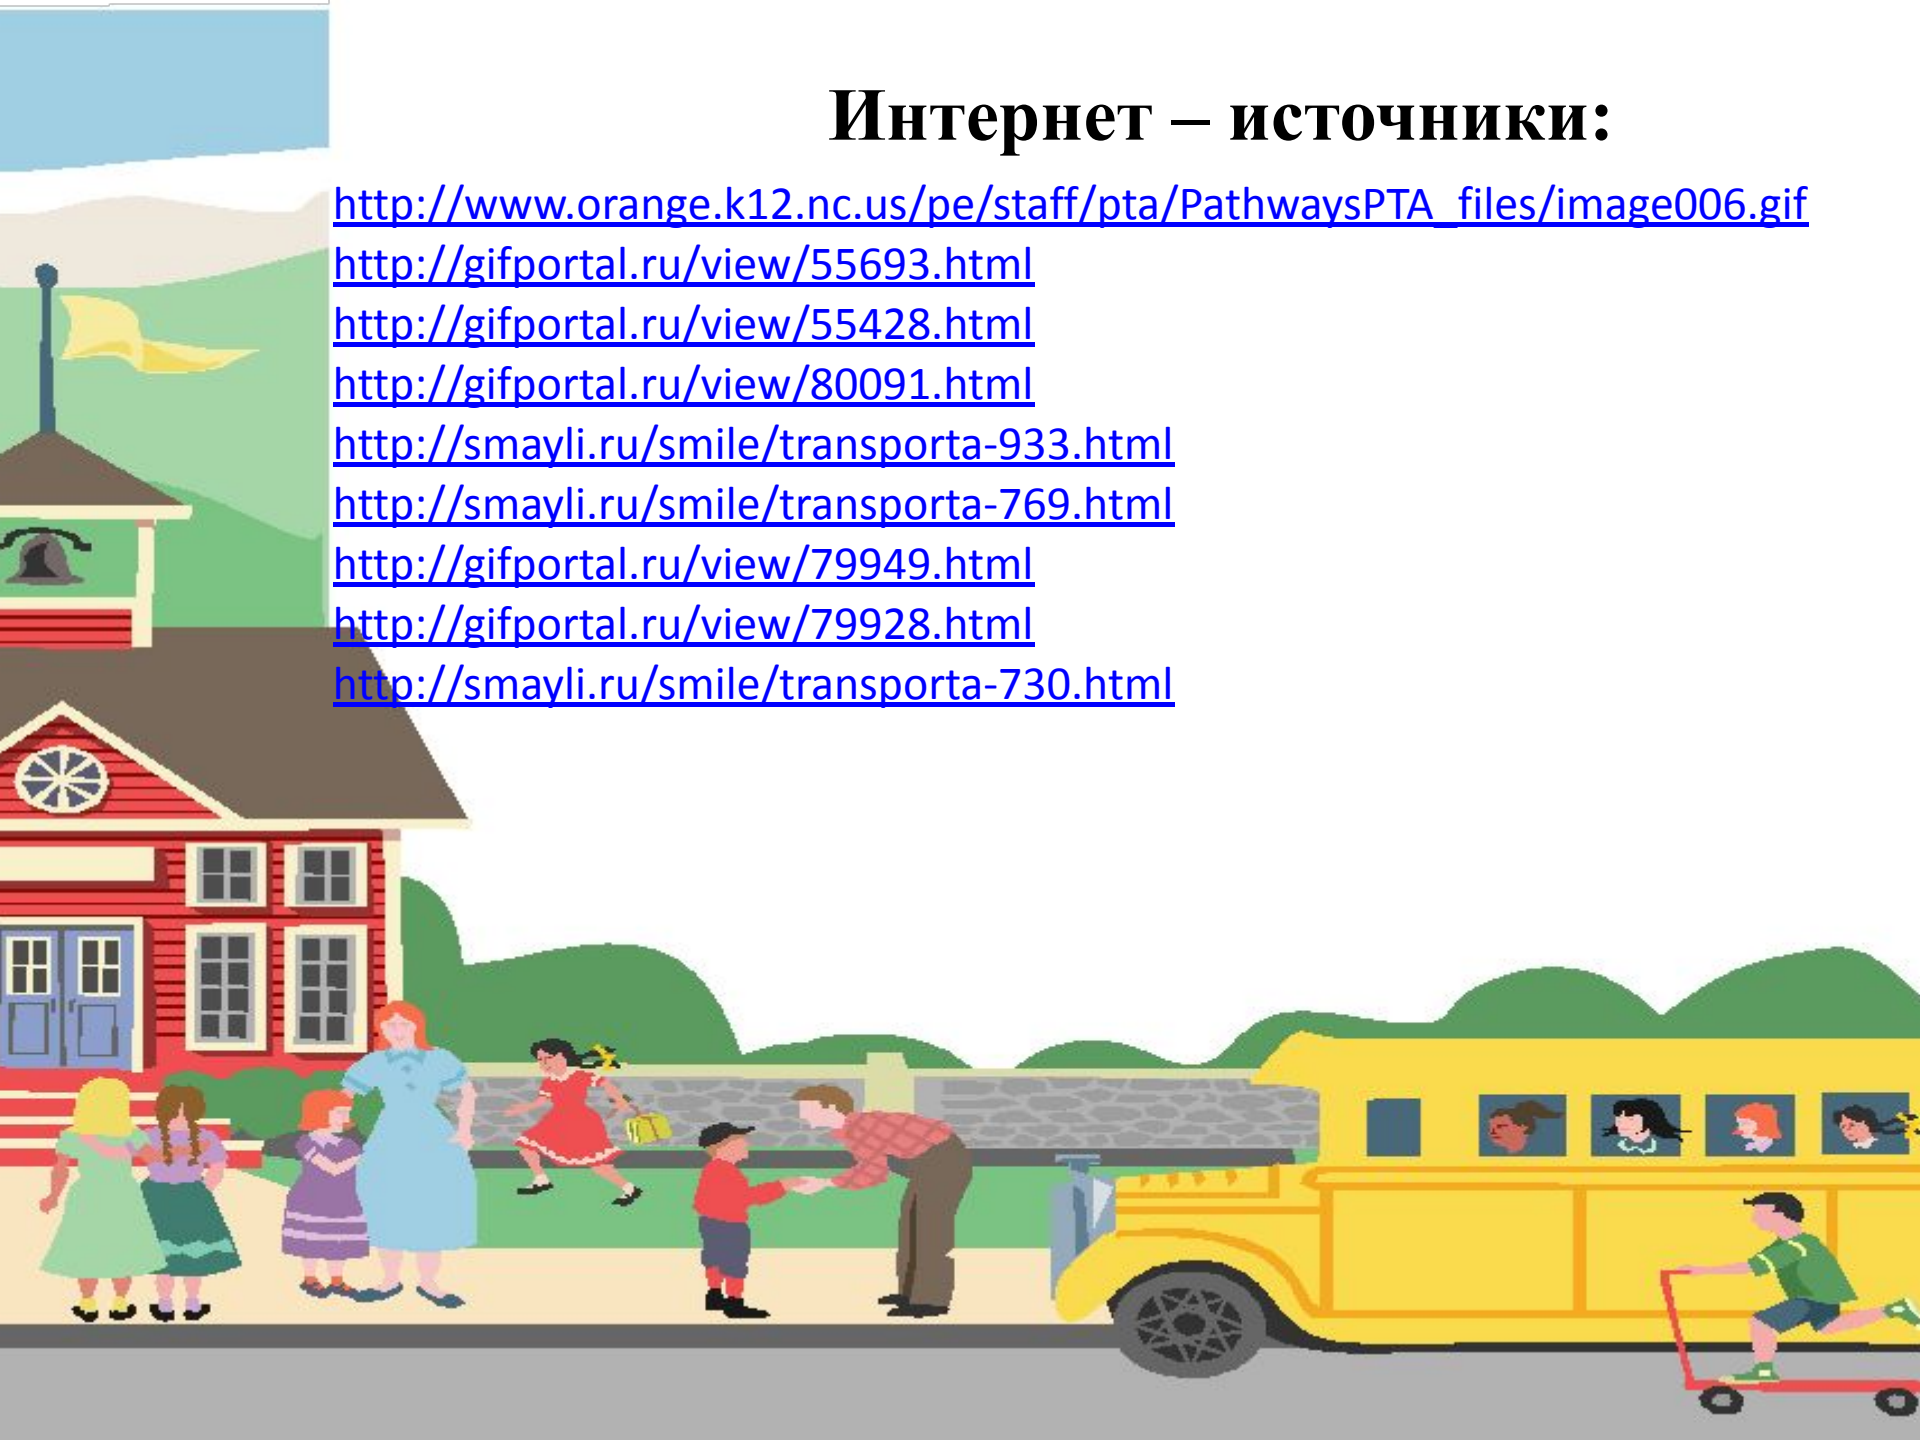 Интернет – источники:
http://www.orange.k12.nc.us/pe/staff/pta/PathwaysPTA_files/image006.gif
http://gifportal.ru/view/55693.html
http://gifportal.ru/view/55428.html
http://gifportal.ru/view/80091.html
http://smayli.ru/smile/transporta-933.html
http://smayli.ru/smile/transporta-769.html
http://gifportal.ru/view/79949.html
http://gifportal.ru/view/79928.html
http://smayli.ru/smile/transporta-730.html